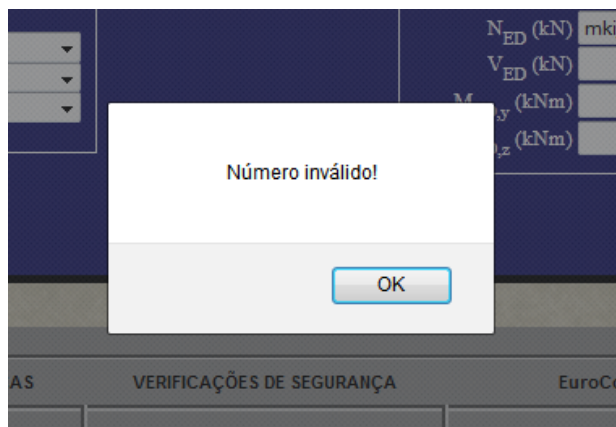 N_ED (kN) mki
V_ED (kN)
(kNm)
,y
(kNm)
,z
Número inválido!
OK
AS VERIFICAÇÕES DE SEGURANÇA EuroCo